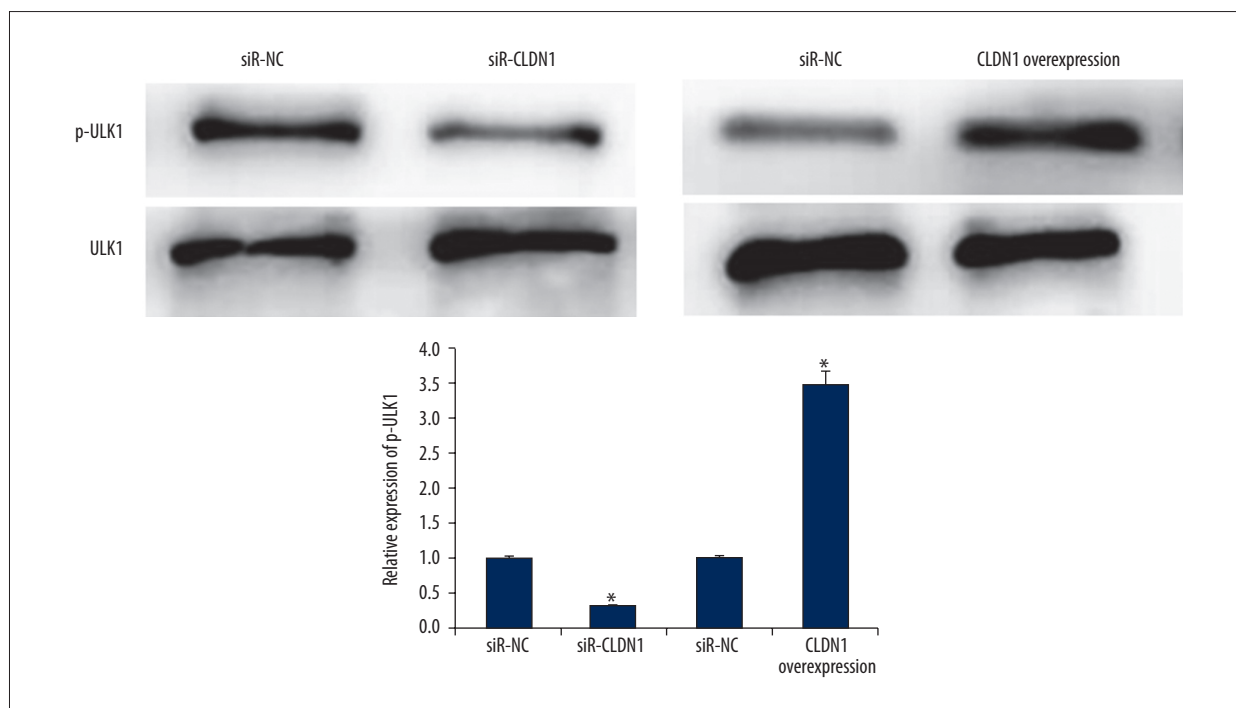 siR-NC siR-CLDN1 siR-NC CLDN1 overexpression
p-ULK1
ULK1
Relative expression of p-ULK1
4.0
3.5
3.0
2.5
2.0
1.5
1.0
0.5
0.0
*
*
siR-NC siR-CLDN1 siR-NC CLDN1
overexpression